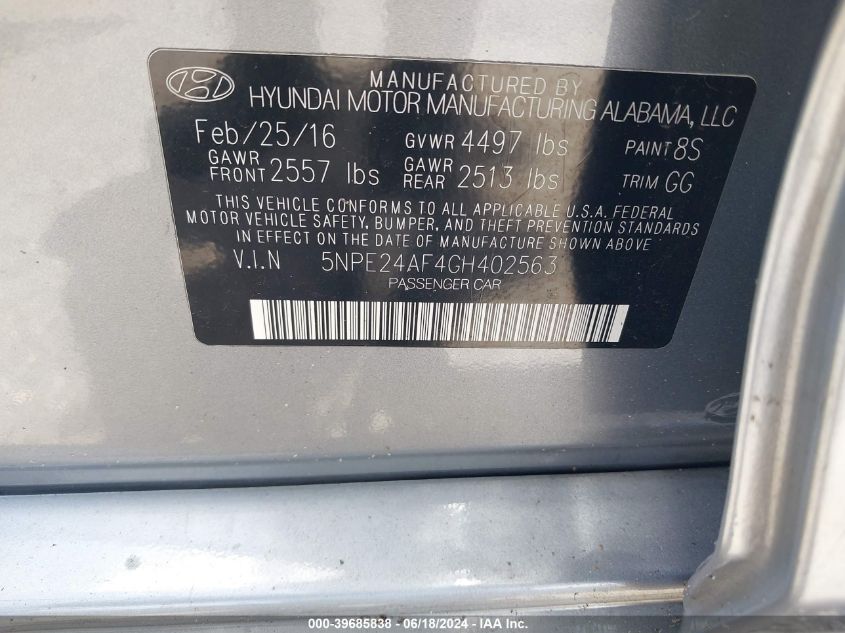 MANUFACTURED BY
HYUNDAI MOTOR MANUFACTURING ALABAMA, LLC
Feb/25/16 GVWR 4497 lbs PAINT 8S
GAWR FRONT 2557 lbs GAWR REAR 2513 lbs TRIM GG
THIS VEHICLE CONFORMS TO ALL APPLICABLE U.S.A. FEDERAL
MOTOR VEHICLE SAFETY, BUMPER, AND THEFT PREVENTION STANDARDS
IN EFFECT ON THE DATE OF MANUFACTURE SHOWN ABOVE
V.I.N 5NPE24AF4GH402563
PASSENGER CAR
000-39685838 - 06/18/2024 - IAA Inc.